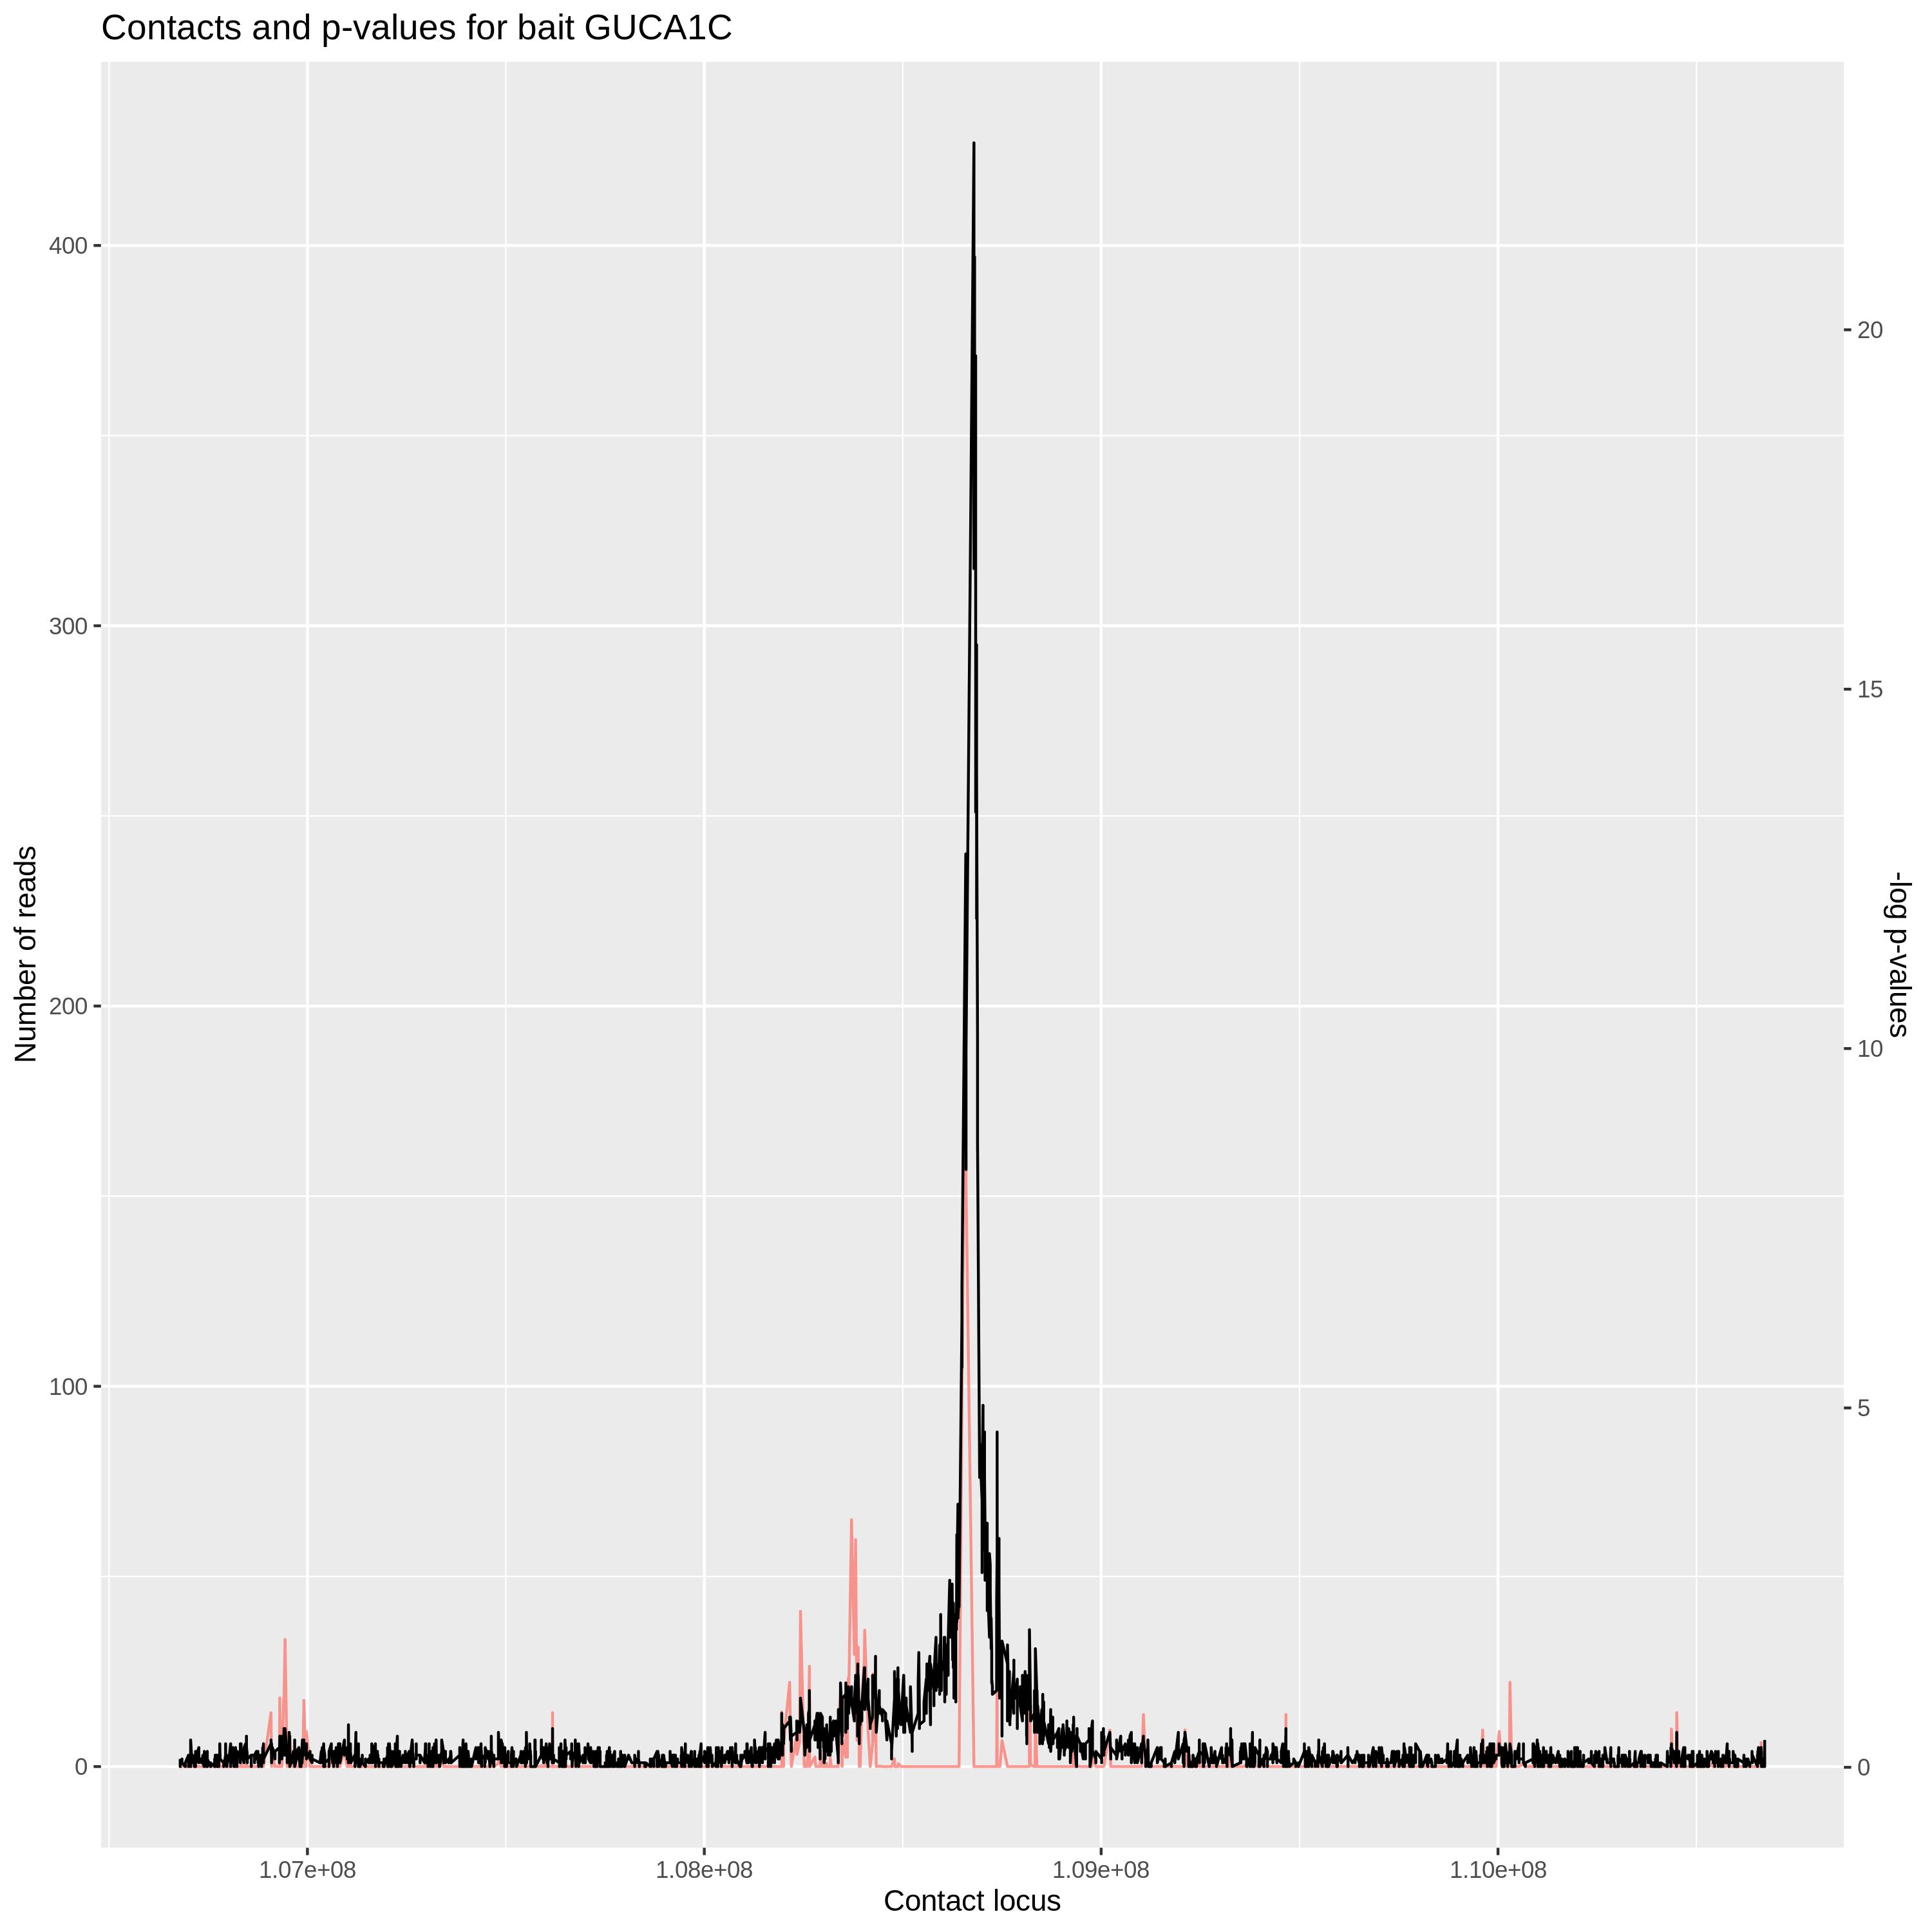 Contacts and p-values for bait GUCA1C
400
300
200
100
0
Number of reads
20
15
10
5
0
-log p-values
1.07e+08
1.08e+08
1.09e+08
1.10e+08
Contact locus